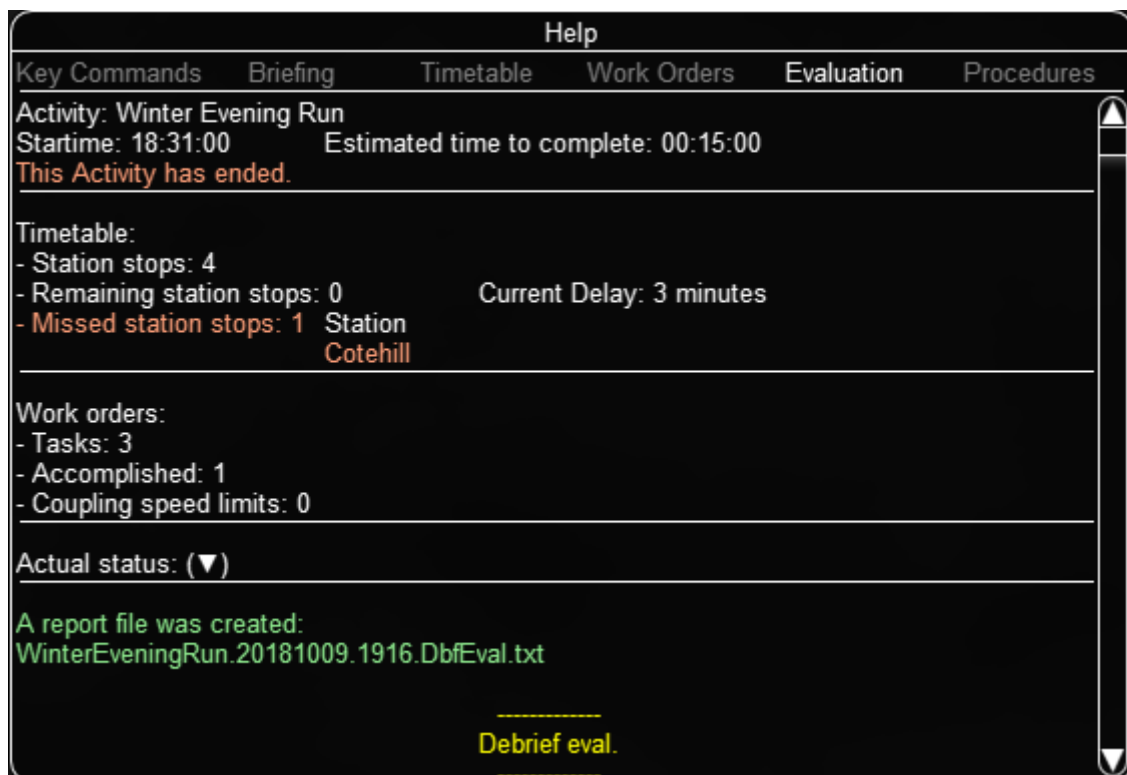 Help
Key Commands Briefing Timetable Work Orders Evaluation Procedures
Activity: Winter Evening Run
Startime: 18:31:00 Estimated time to complete: 00:15:00
This Activity has ended.
Timetable:
- Station stops: 4
- Remaining station stops: 0 Current Delay: 3 minutes
- Missed station stops: 1 Station
Cotehill
Work orders:
- Tasks: 3
- Accomplished: 1
- Coupling speed limits: 0
Actual status: (▼)
A report file was created:
WinterEveningRun.20181009.1916.DbfEval.txt
-------------
Debrief eval.
-------------